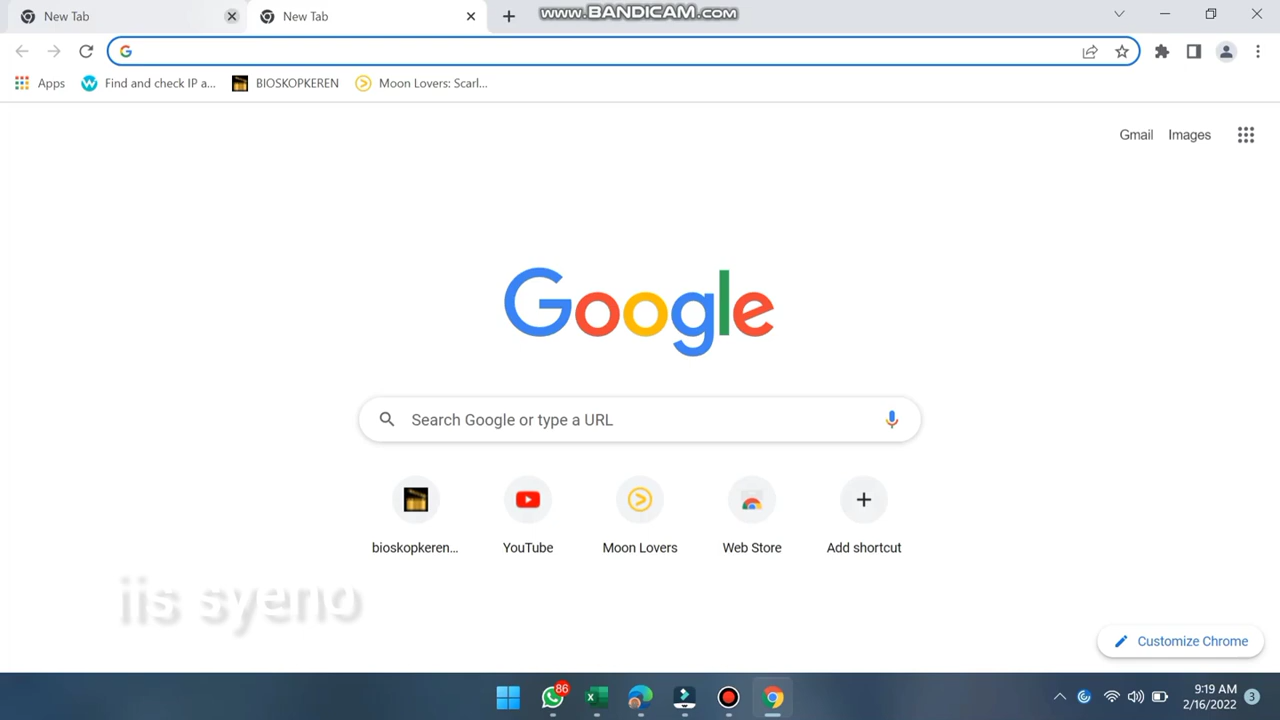 New Tab
New Tab
www.BANDICAM.com
Apps
Find and check IP a...
BIOSKOPKEREN
Moon Lovers: Scarl...
Gmail
Images
Google
Search Google or type a URL
bioskopkeren...
YouTube
Moon Lovers
Web Store
Add shortcut
iis syeno
Customize Chrome
86
9:19 AM
2/16/2022
3